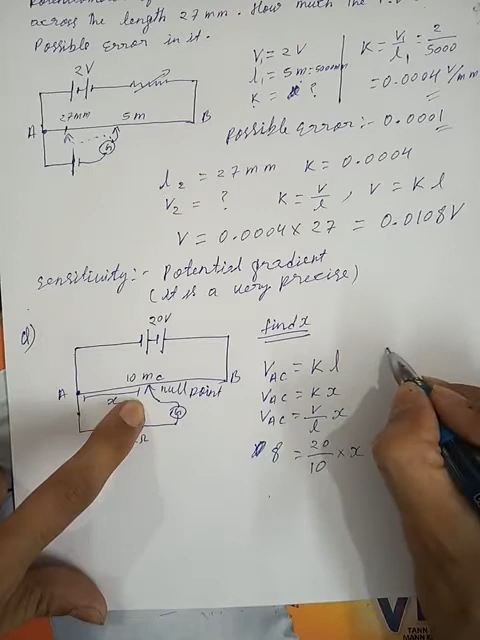 across the length 27mm. How much the
Possible error in it.
2V
27mm 5m
A B
G
V₁ = 2V
l₁ = 5m = 500mm
K = ?
K = V₁/l₁ = 2/5000
= 0.0004 V/mm
Possible error:- 0.0001
l₂ = 27mm K = 0.0004
V₂ = ? K = V/l, V = Kl
V = 0.0004 x 27 = 0.0108V
sensitivity:- Potential gradient
(it is a very precise)
Q)
20V
10 m c
A B
x null point
G
Find x
V_AC = K l
V_AC = K x
V_AC = V/l x
8 = 20/10 × x
TANN
MANN